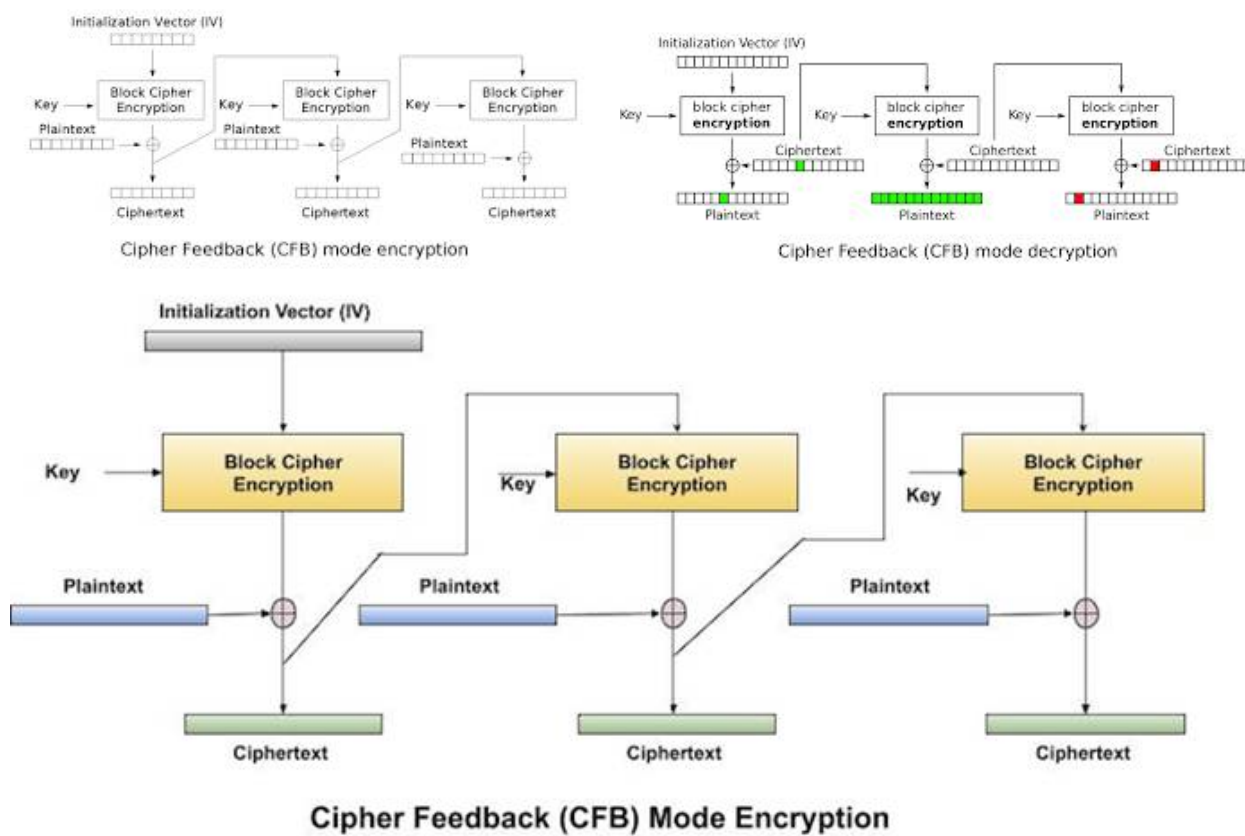 Initialization Vector (IV)
Block Cipher
Encryption
Block Cipher
Encryption
Block Cipher
Encryption
Key
Key
Key
Plaintext
Plaintext
Plaintext
Ciphertext
Ciphertext
Ciphertext
Cipher Feedback (CFB) mode encryption
Initialization Vector (IV)
block cipher
encryption
block cipher
encryption
block cipher
encryption
Key
Key
Key
Ciphertext
Ciphertext
Ciphertext
Plaintext
Plaintext
Plaintext
Cipher Feedback (CFB) mode decryption
Initialization Vector (IV)
Block Cipher
Encryption
Block Cipher
Encryption
Block Cipher
Encryption
Key
Key
Key
Plaintext
Plaintext
Plaintext
Ciphertext
Ciphertext
Ciphertext
Cipher Feedback (CFB) Mode Encryption